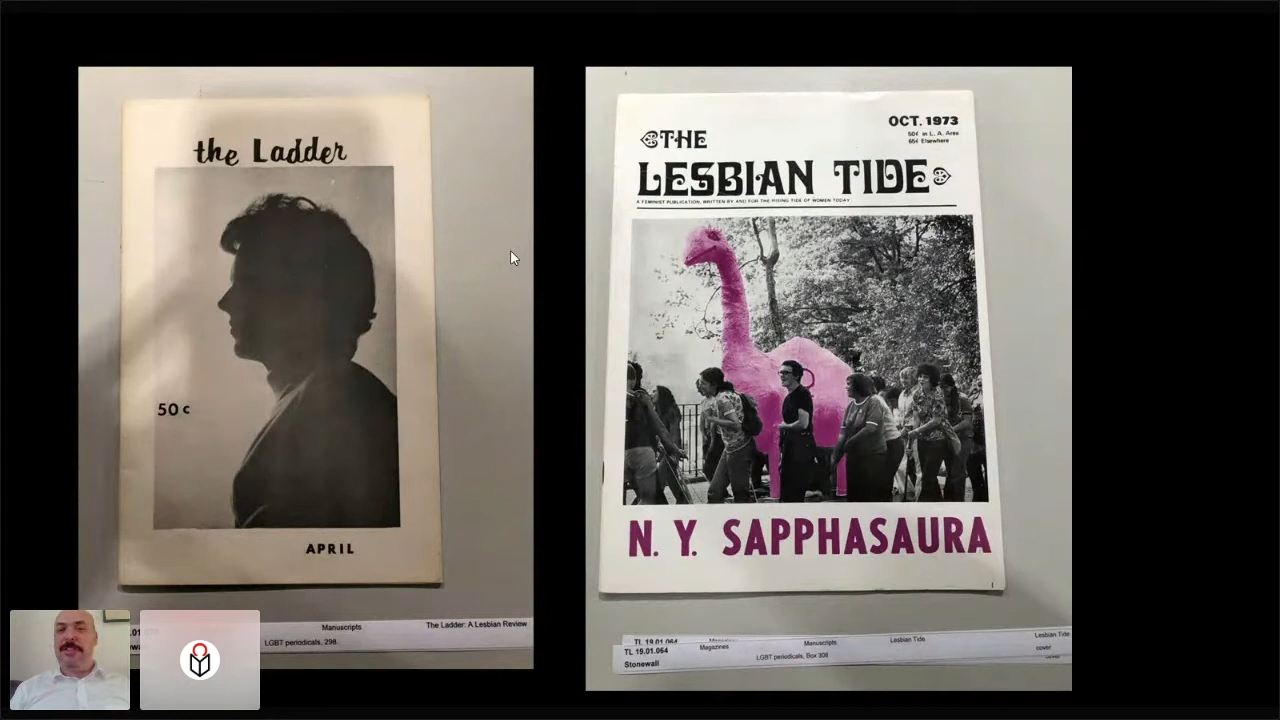 the Ladder
50c
APRIL
Manuscripts
The Ladder: A Lesbian Review
LGBT periodicals, 298
OCT. 1973
50¢ in L. A. Area
65¢ Elsewhere
THE
LESBIAN TIDE
A FEMINIST PUBLICATION, WRITTEN BY AND FOR THE RISING TIDE OF WOMEN TODAY
N. Y. SAPPHASAURA
TL 19.01.064
Manuscripts
Lesbian Tide
Lesbian Tide
TL 19.01.064
Magazines
LGBT periodicals, Box 308
cover
Stonewall